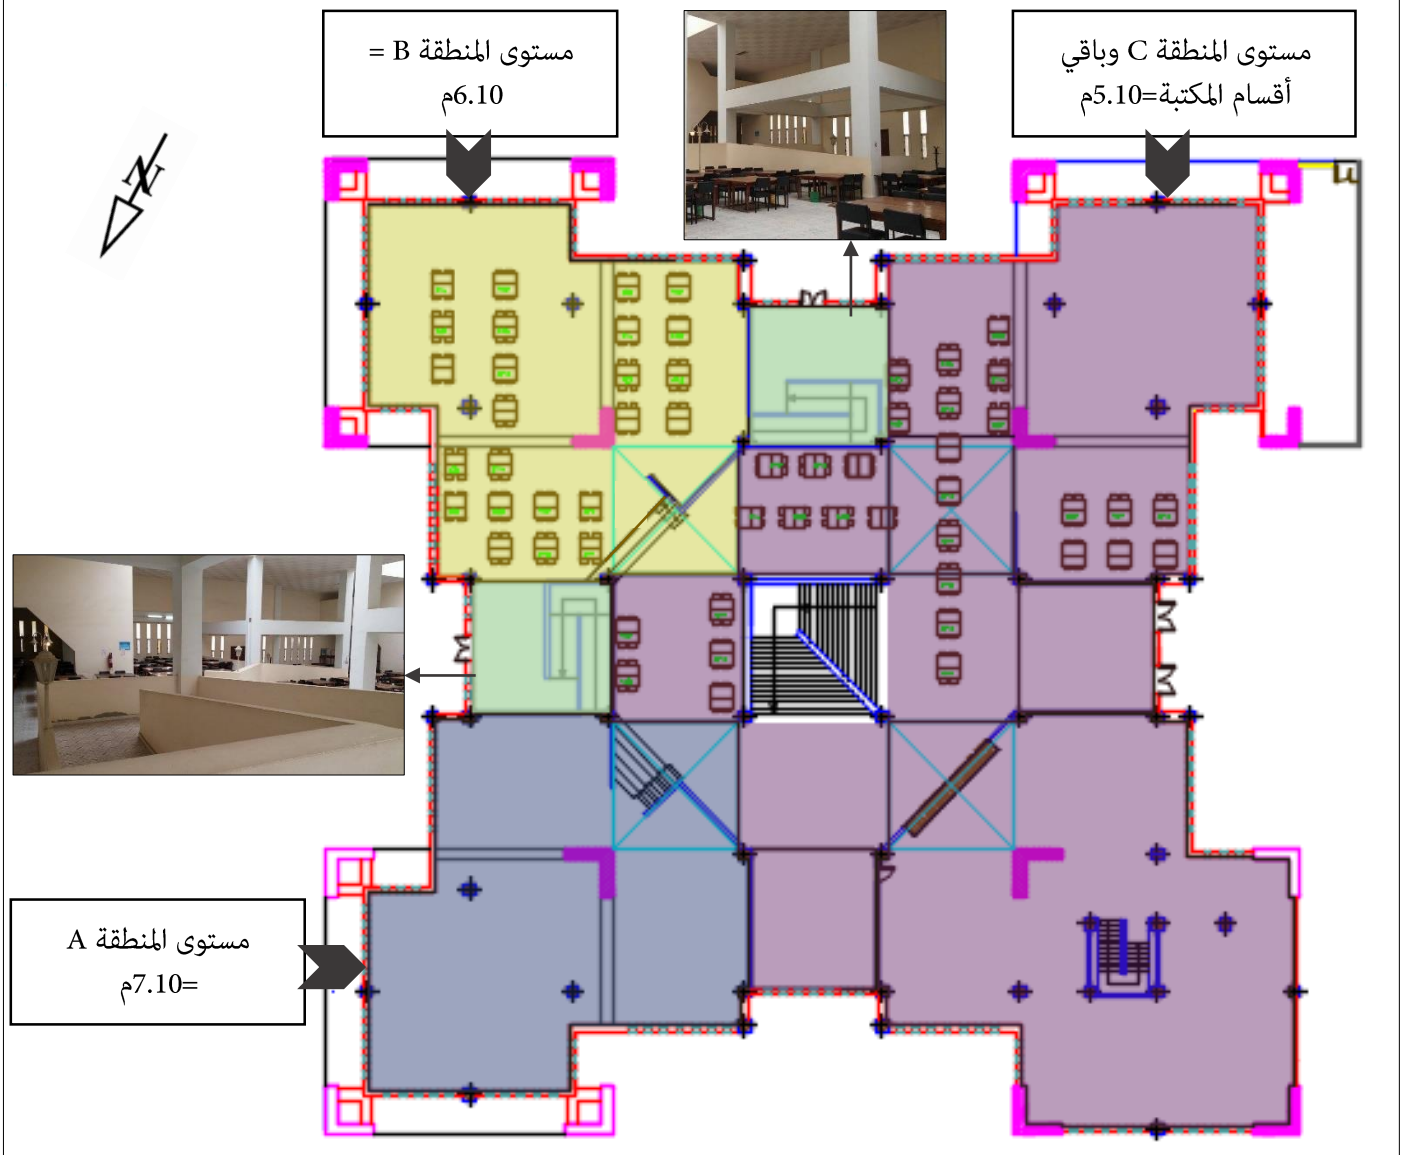 مستوى المنطقة B =
6.10م
مستوى المنطقة C وباقي
أقسام المكتبة=5.10م
N
مستوى المنطقة A
=7.10م